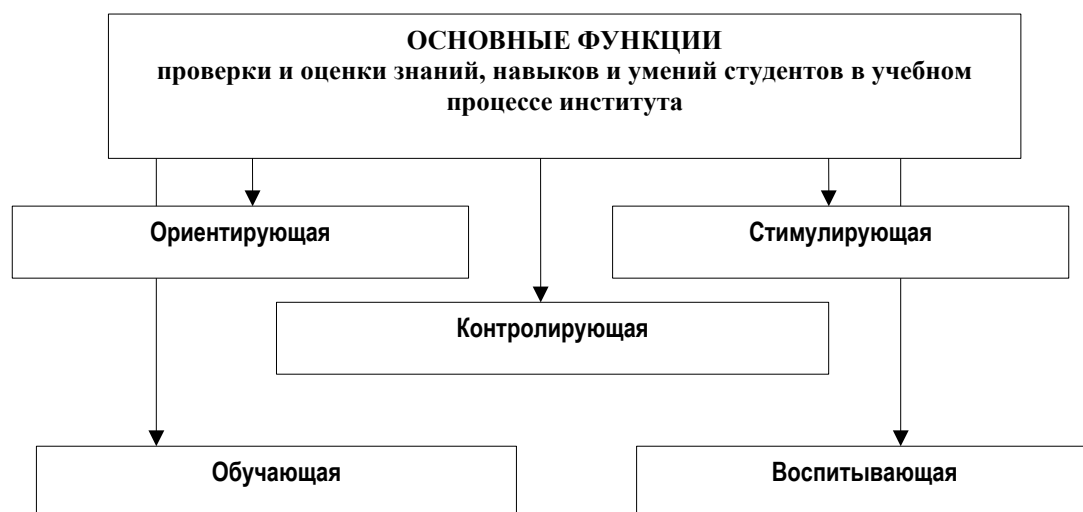 ОСНОВНЫЕ ФУНКЦИИ
проверки и оценки знаний, навыков и умений студентов в учебном
процессе института
Ориентирующая
Стимулирующая
Контролирующая
Обучающая
Воспитывающая